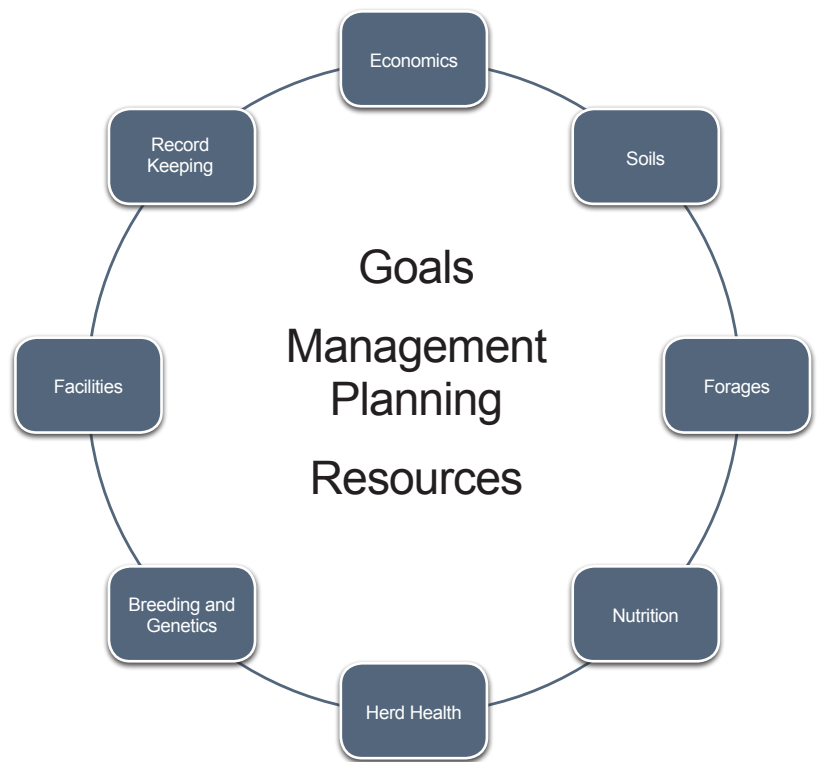 Economics
Soils
Forages
Nutrition
Herd Health
Breeding and
Genetics
Facilities
Record
Keeping
Goals
Management
Planning
Resources